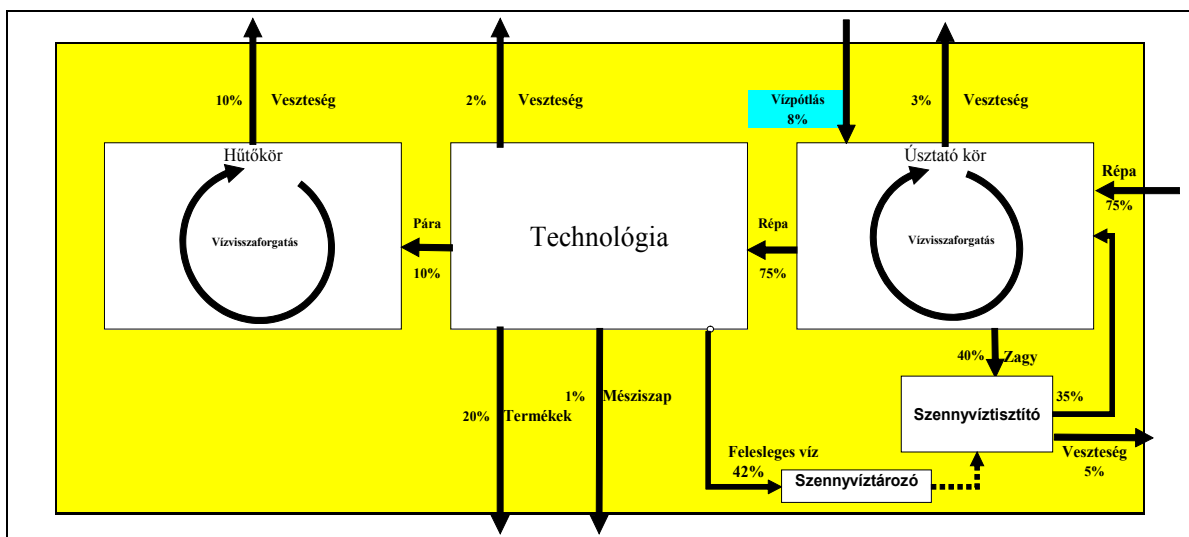 10% Veszteség
2% Veszteség
Vízpótlás
8%
3% Veszteség
Hűtőkör
Vízvisszaforgatás
Pára
10%
Technológia
Répa
75%
Úsztató kör
Vízvisszaforgatás
Répa
75%
40% Zagy
35%
Szennyvíztisztító
Veszteség
5%
20% Termékek
1% Mésziszap
Felesleges víz
42%
Szennyvíztározó